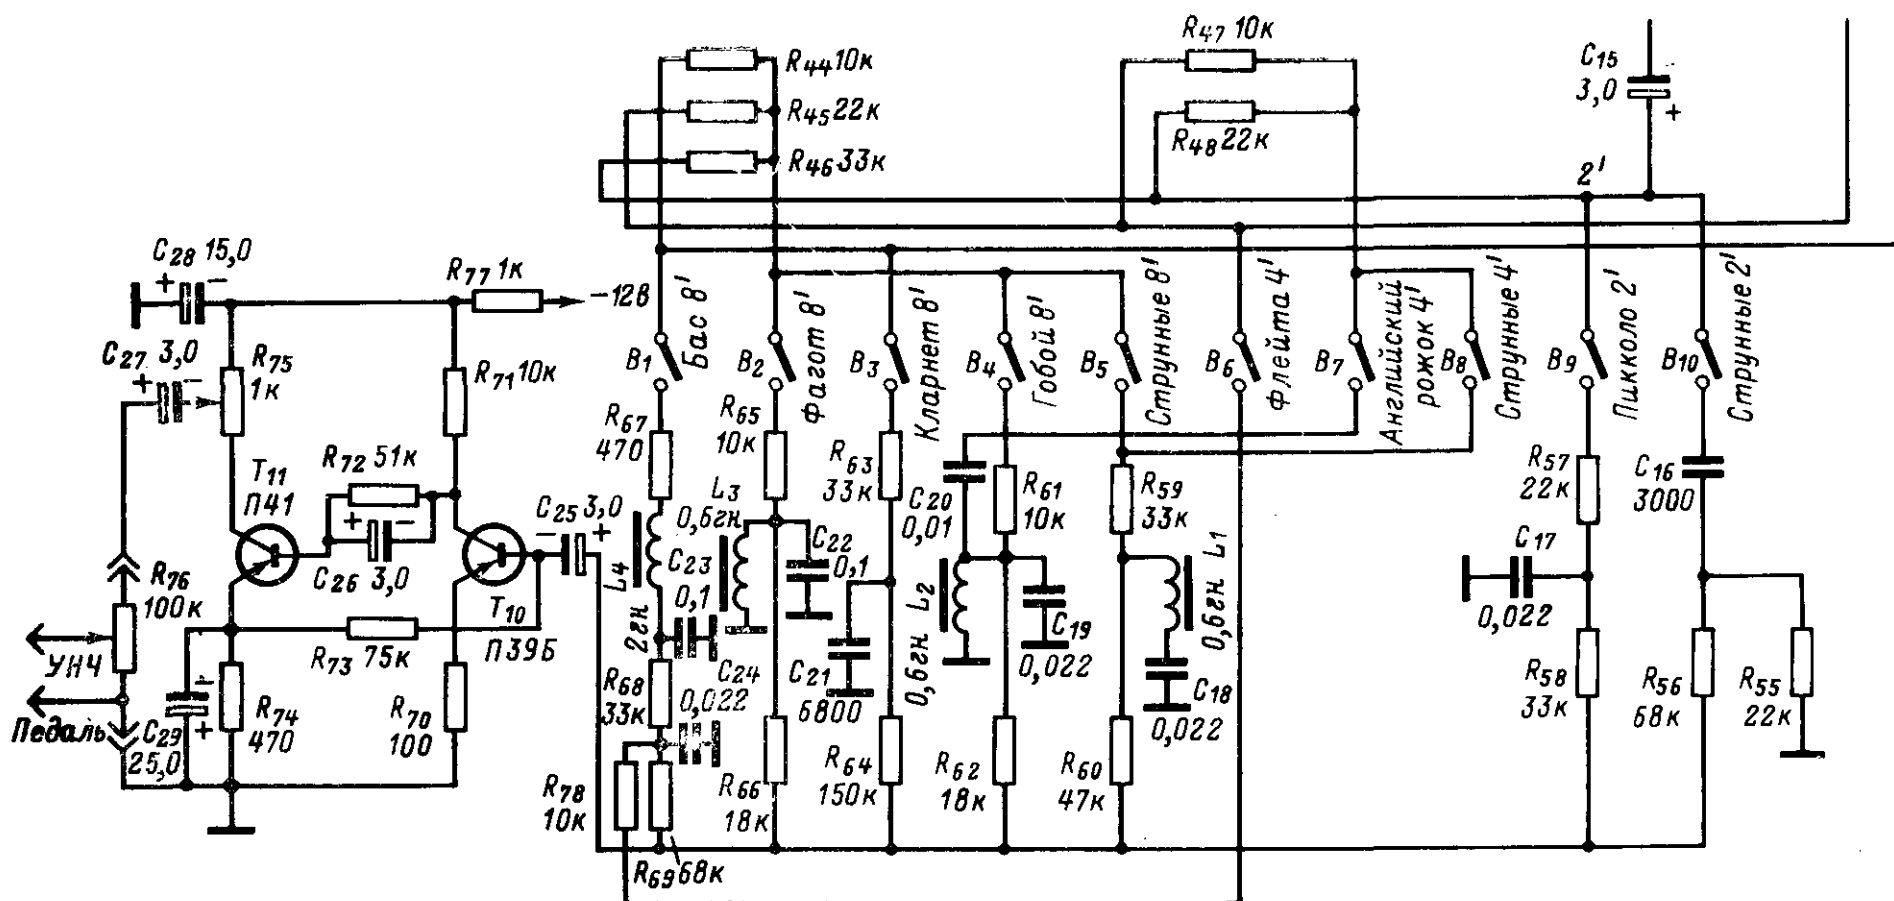 R44 10к
R45 22к
R46 33к
R47 10к
R48 22к
C15
3,0
+
2'
C28 15,0
+ −
R77 1к
−12В
C27 3,0
+ −
R75
1к
R71 10к
B1
Бас 8'
B2
Фагот 8'
B3
Кларнет 8'
B4
Гобой 8'
B5
Струнные 8'
B6
Флейта 4'
B7
Английский
рожок 4'
B8
Струнные 4'
B9
Пикколо 2'
B10
Струнные 2'
R67
470
R65
10к
R63
33к
C20
0,01
R61
10к
R59
33к
R57
22к
C16
3000
R72 51к
T11
П41
+ −
C26 3,0
C25 3,0
− +
L3
0,6гн
L4
2гн
C23
0,1
C22
0,1
L2
0,6гн
C19
0,022
L1
0,6гн
C17
0,022
R76
100к
T10
П39Б
R73 75к
УНЧ
Педаль
C29
25,0
−
+
R74
470
R70
100
R68
33к
C24
0,022
C21
6800
C18
0,022
R58
33к
R56
68к
R55
22к
R78
10к
R66
18к
R64
150к
R62
18к
R60
47к
R69 68к